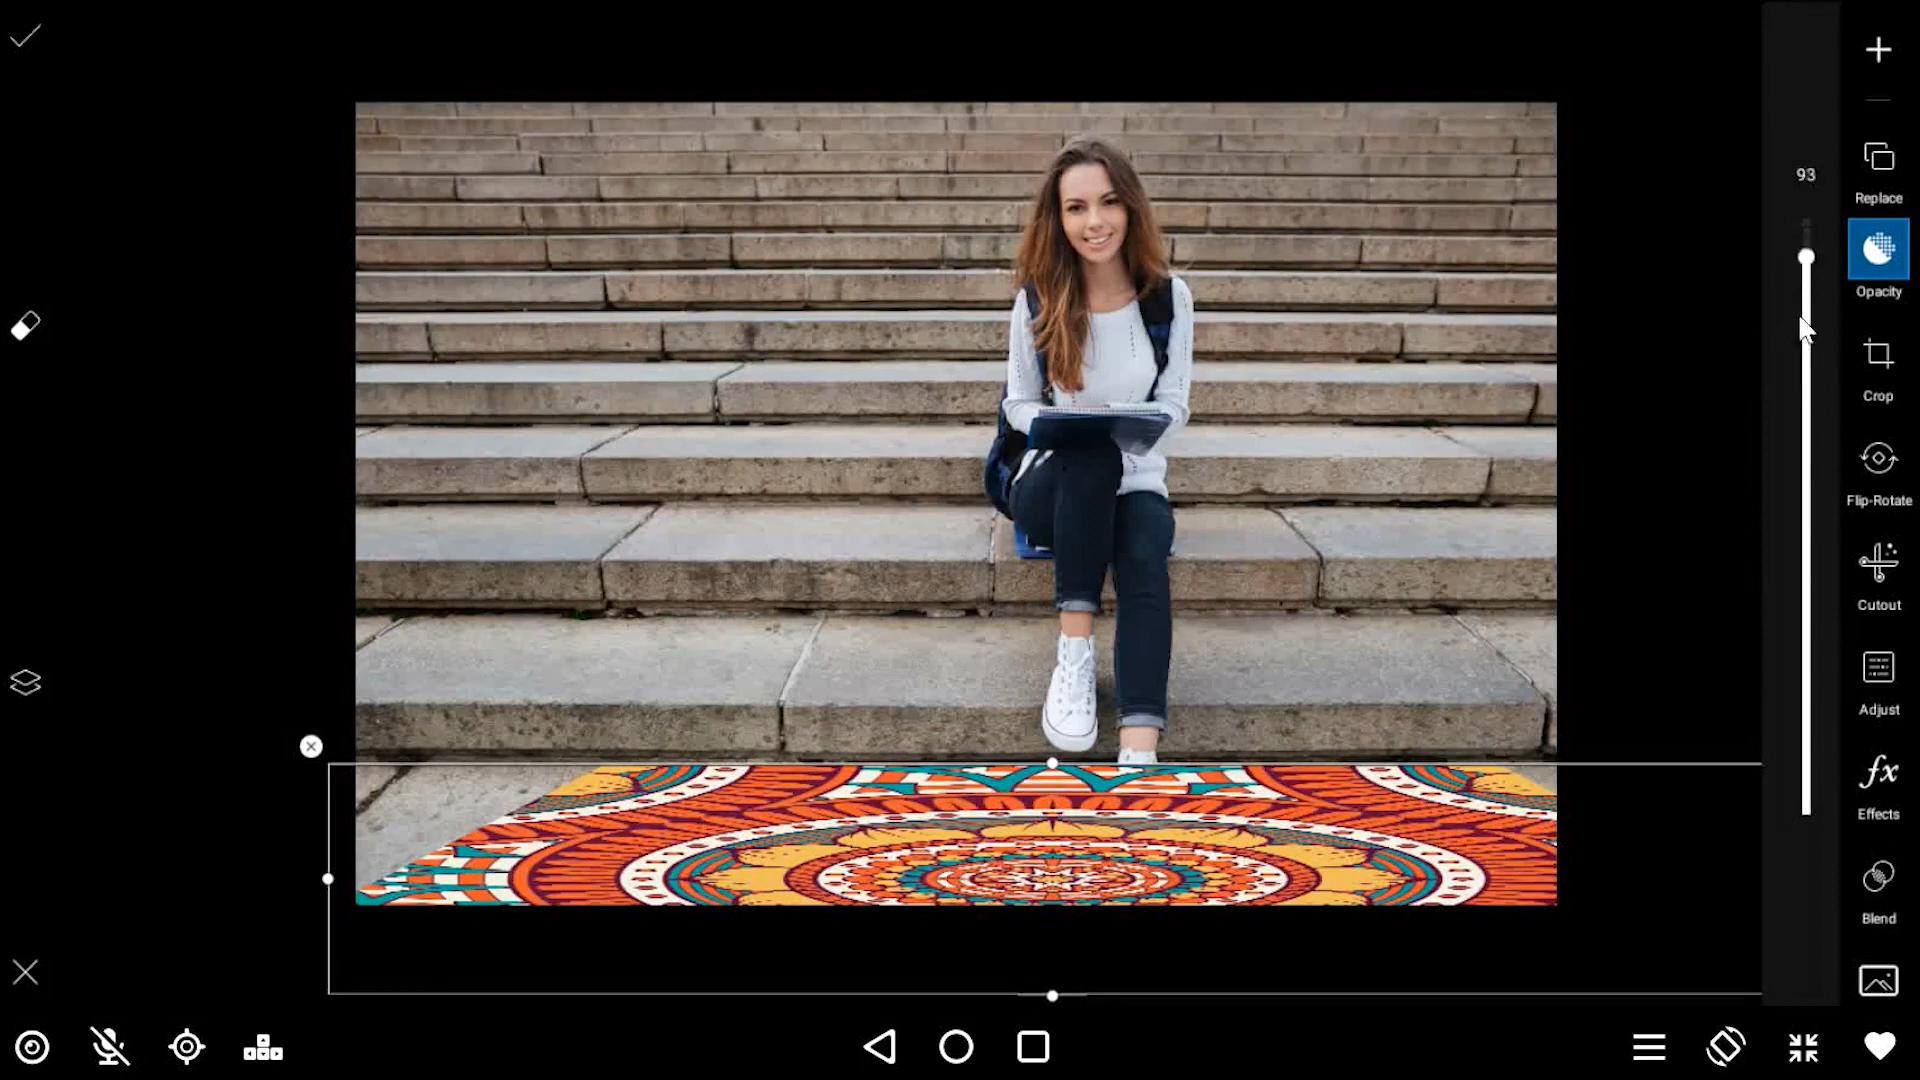 93
Replace
Opacity
Crop
Flip-Rotate
Cutout
Adjust
fx
Effects
Blend